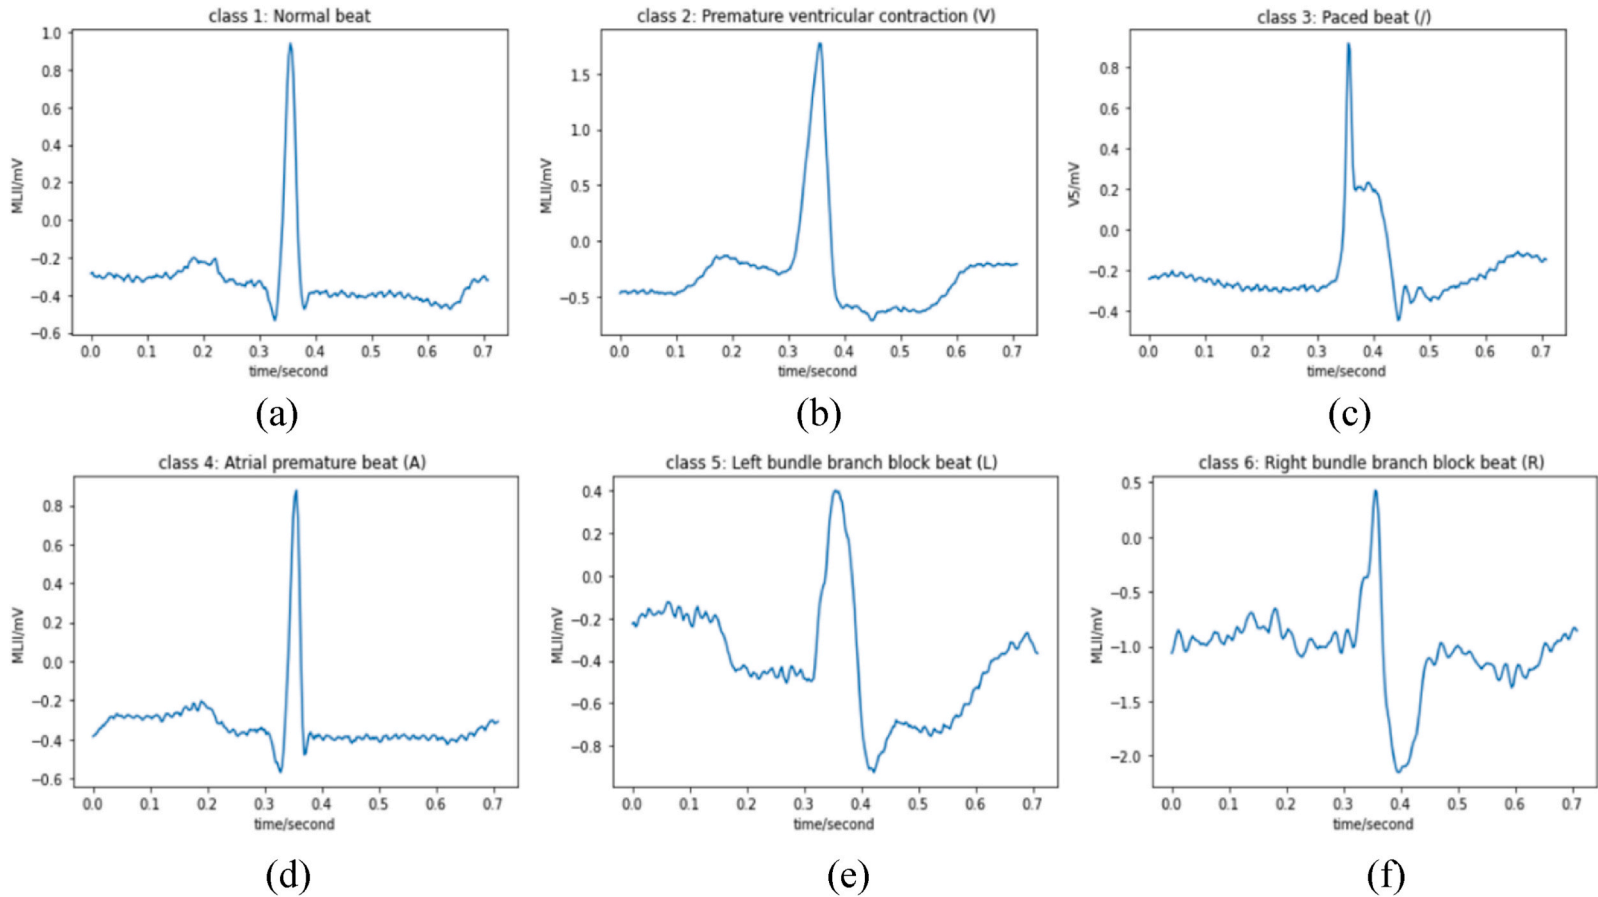 class 1: Normal beat
1.0
0.8
0.6
0.4
0.2
0.0
−0.2
−0.4
−0.6
MLII/mV
0.0 0.1 0.2 0.3 0.4 0.5 0.6 0.7
time/second
(a)
class 2: Premature ventricular contraction (V)
1.5
1.0
0.5
0.0
−0.5
MLII/mV
0.0 0.1 0.2 0.3 0.4 0.5 0.6 0.7
time/second
(b)
class 3: Paced beat (/)
0.8
0.6
0.4
0.2
0.0
−0.2
−0.4
V5/mV
0.0 0.1 0.2 0.3 0.4 0.5 0.6 0.7
time/second
(c)
class 4: Atrial premature beat (A)
0.8
0.6
0.4
0.2
0.0
−0.2
−0.4
−0.6
MLII/mV
0.0 0.1 0.2 0.3 0.4 0.5 0.6 0.7
time/second
(d)
class 5: Left bundle branch block beat (L)
0.4
0.2
0.0
−0.2
−0.4
−0.6
−0.8
MLII/mV
0.0 0.1 0.2 0.3 0.4 0.5 0.6 0.7
time/second
(e)
class 6: Right bundle branch block beat (R)
0.5
0.0
−0.5
−1.0
−1.5
−2.0
MLII/mV
0.0 0.1 0.2 0.3 0.4 0.5 0.6 0.7
time/second
(f)